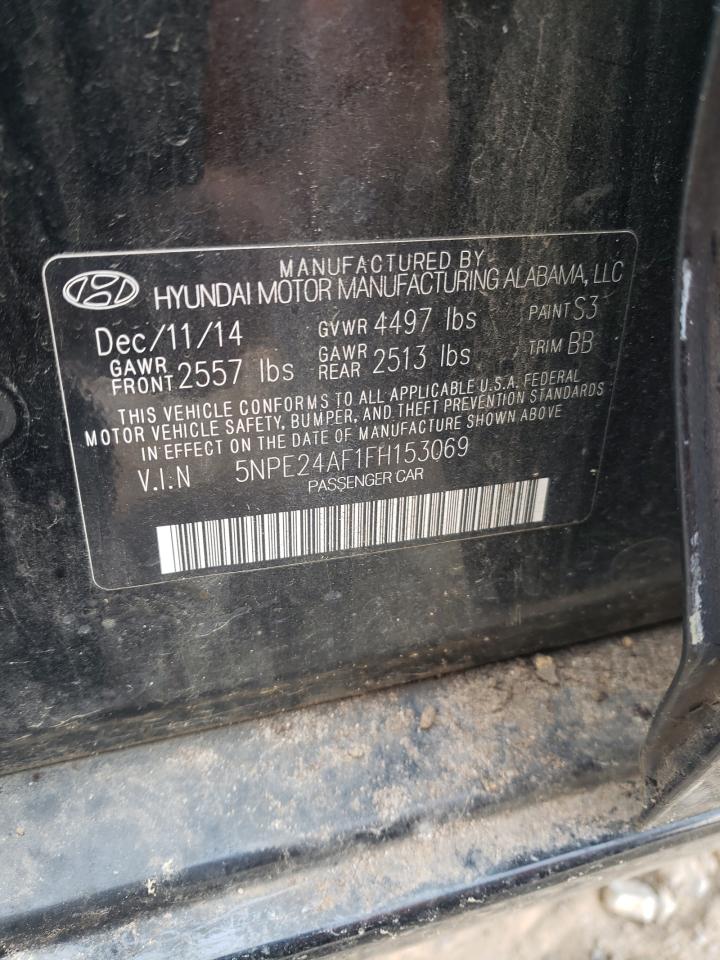 MANUFACTURED BY
HYUNDAI MOTOR MANUFACTURING ALABAMA, LLC
Dec/11/14 GVWR 4497 lbs PAINT S3
GAWR FRONT 2557 lbs GAWR REAR 2513 lbs TRIM BB
THIS VEHICLE CONFORMS TO ALL APPLICABLE U.S.A. FEDERAL
MOTOR VEHICLE SAFETY, BUMPER, AND THEFT PREVENTION STANDARDS
IN EFFECT ON THE DATE OF MANUFACTURE SHOWN ABOVE
V.I.N 5NPE24AF1FH153069
PASSENGER CAR